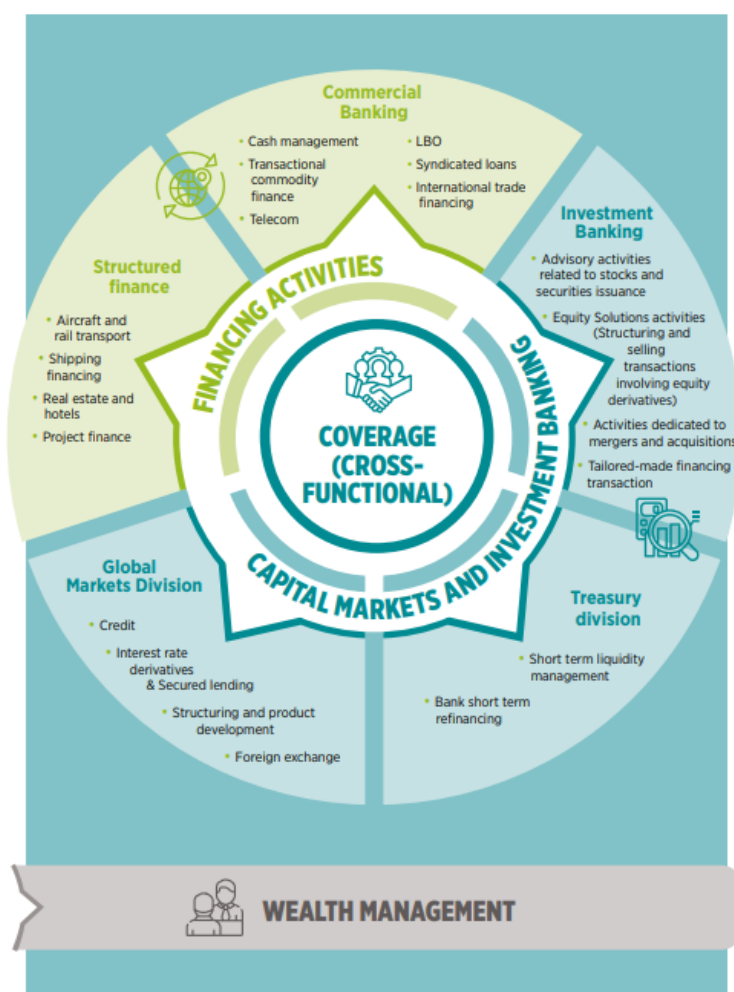 Commercial
Banking
• Cash management
• Transactional
commodity
finance
• Telecom
• LBO
• Syndicated loans
• International trade
financing
Investment
Banking
• Advisory activities
related to stocks and
securities issuance
• Equity Solutions activities
(Structuring and
selling
transactions
involving equity
derivatives)
• Activities dedicated to
mergers and acquisitions
• Tailored-made financing
transaction
Structured
finance
• Aircraft and
rail transport
• Shipping
financing
• Real estate and
hotels
• Project finance
FINANCING ACTIVITIES
COVERAGE
(CROSS-
FUNCTIONAL)
CAPITAL MARKETS AND INVESTMENT BANKING
Global
Markets Division
• Credit
• Interest rate
derivatives
& Secured lending
• Structuring and product
development
• Foreign exchange
Treasury
division
• Short term liquidity
management
• Bank short term
refinancing
WEALTH MANAGEMENT